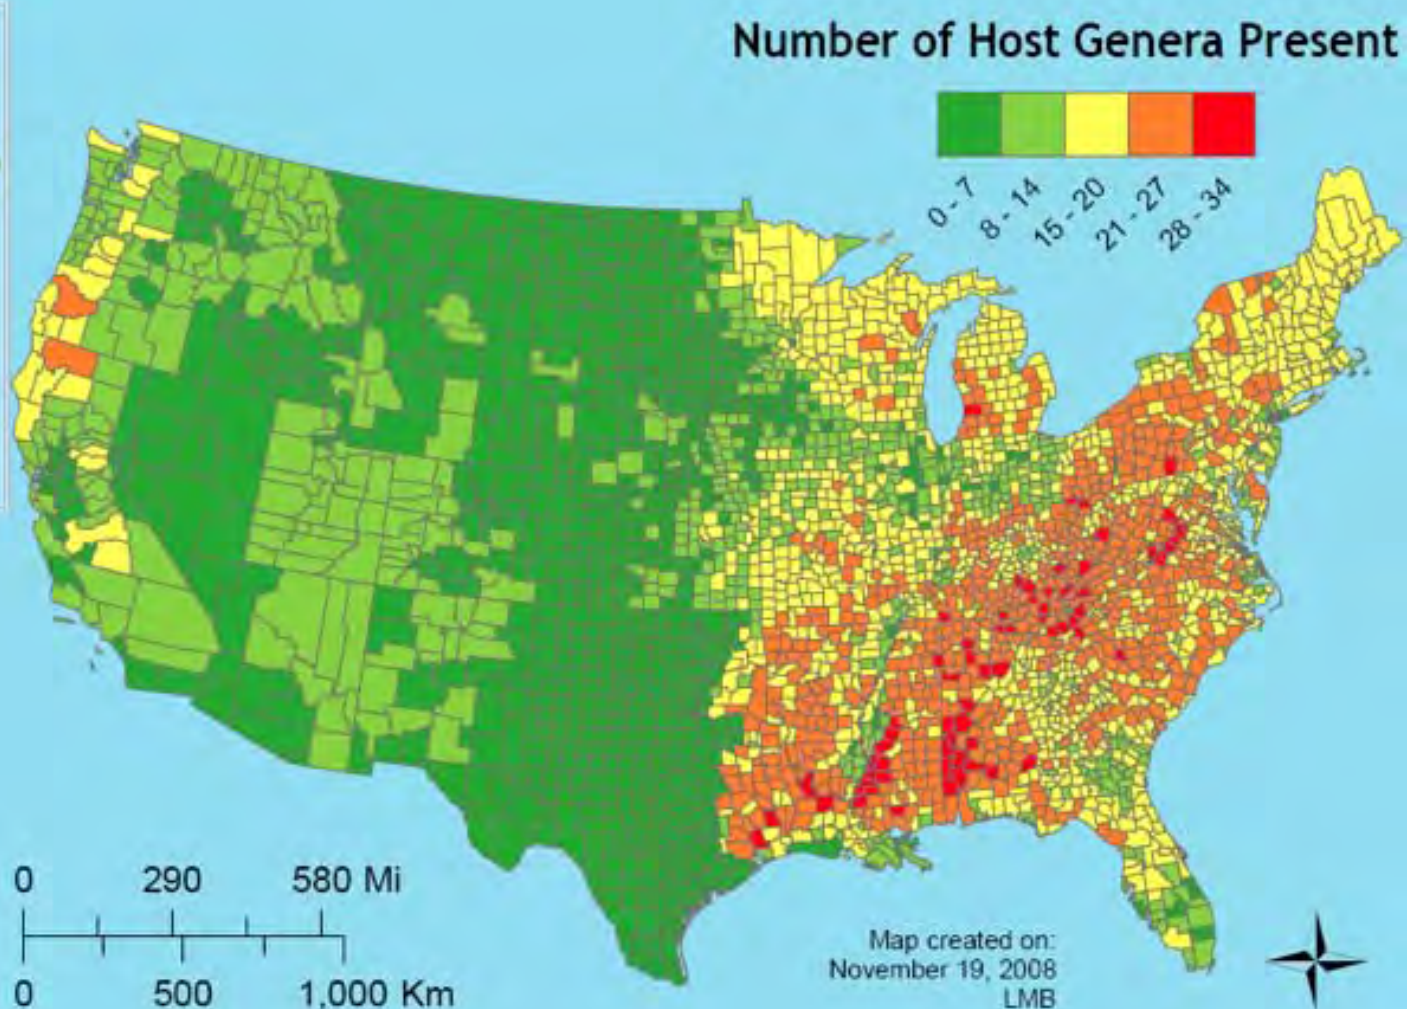 Number of Host Genera Present
0 - 7
8 - 14
15 - 20
21 - 27
28 - 34
0 290 580 Mi
0 500 1,000 Km
Map created on:
November 19, 2008
LMB